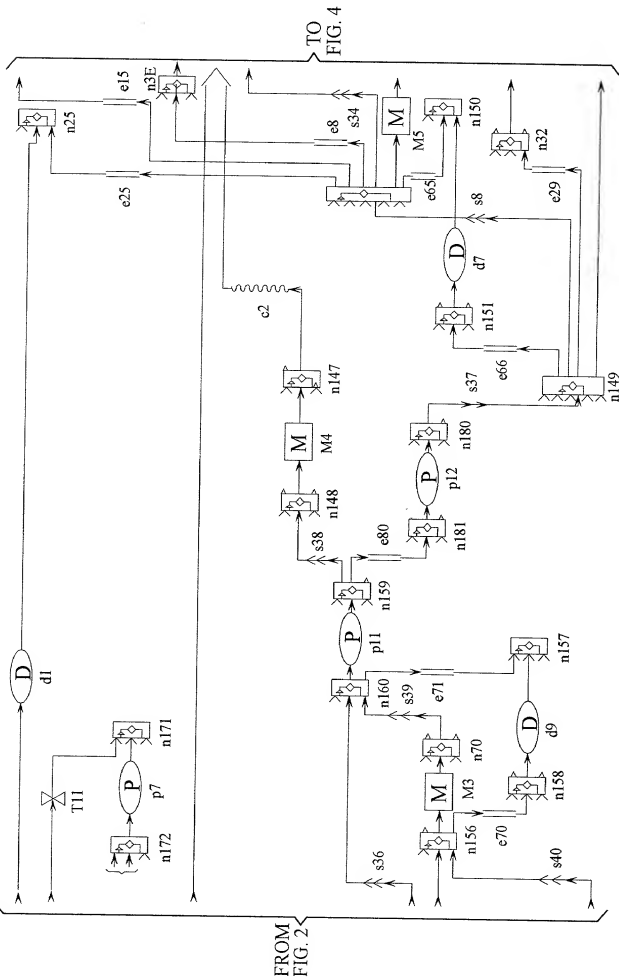 FROM
FIG. 2
TO
FIG. 4
D
d1
n25
e15
n3E
T11
n171
P
p7
n172
e25
e8
s34
M
M5
e65
n150
n32
e29
s8
D
d7
n151
e66
s37
n149
c2
n147
M
M4
n148
s38
n180
P
p12
n181
e80
n159
P
p11
n160
s39
e71
n157
s36
n70
M
M3
n156
e70
D
d9
n158
s40